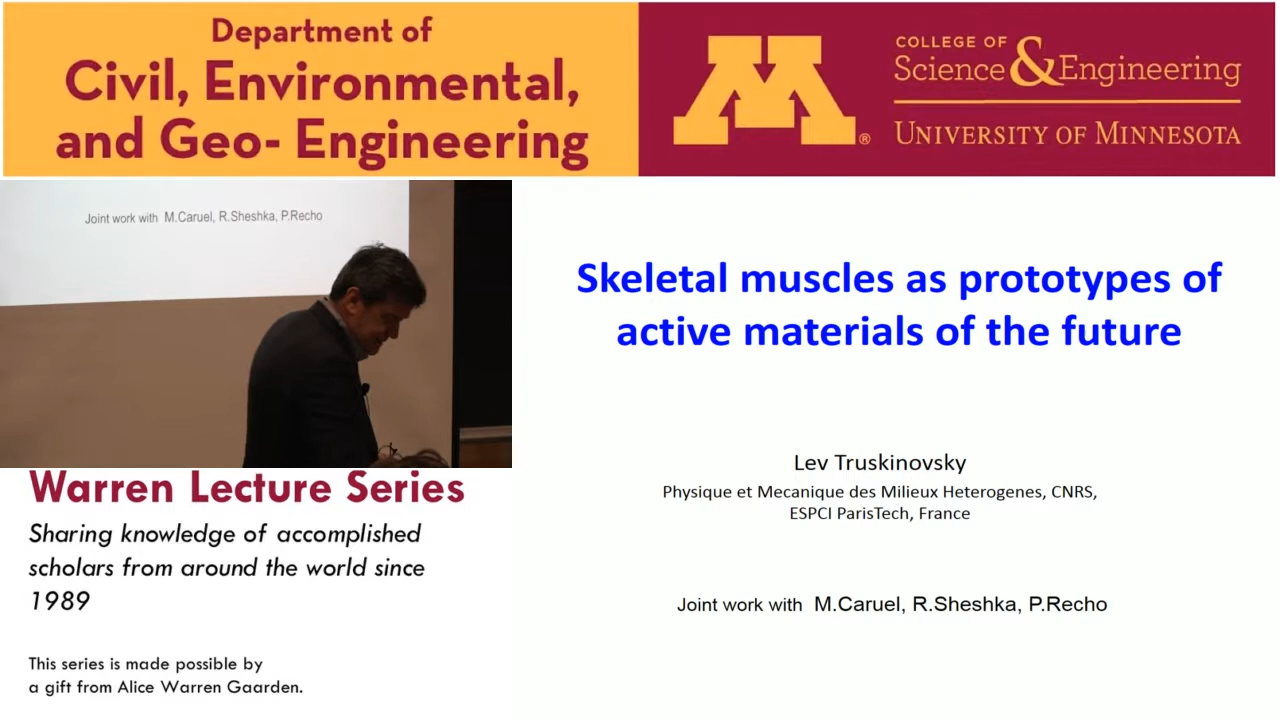 Department of
Civil, Environmental,
and Geo- Engineering
M®
COLLEGE OF
Science & Engineering
UNIVERSITY OF MINNESOTA
Joint work with M.Caruel, R.Sheshka, P.Recho
Skeletal muscles as prototypes of
active materials of the future
Lev Truskinovsky
Physique et Mecanique des Milieux Heterogenes, CNRS,
ESPCI ParisTech, France
Joint work with M.Caruel, R.Sheshka, P.Recho
Warren Lecture Series
Sharing knowledge of accomplished
scholars from around the world since
1989
This series is made possible by
a gift from Alice Warren Gaarden.